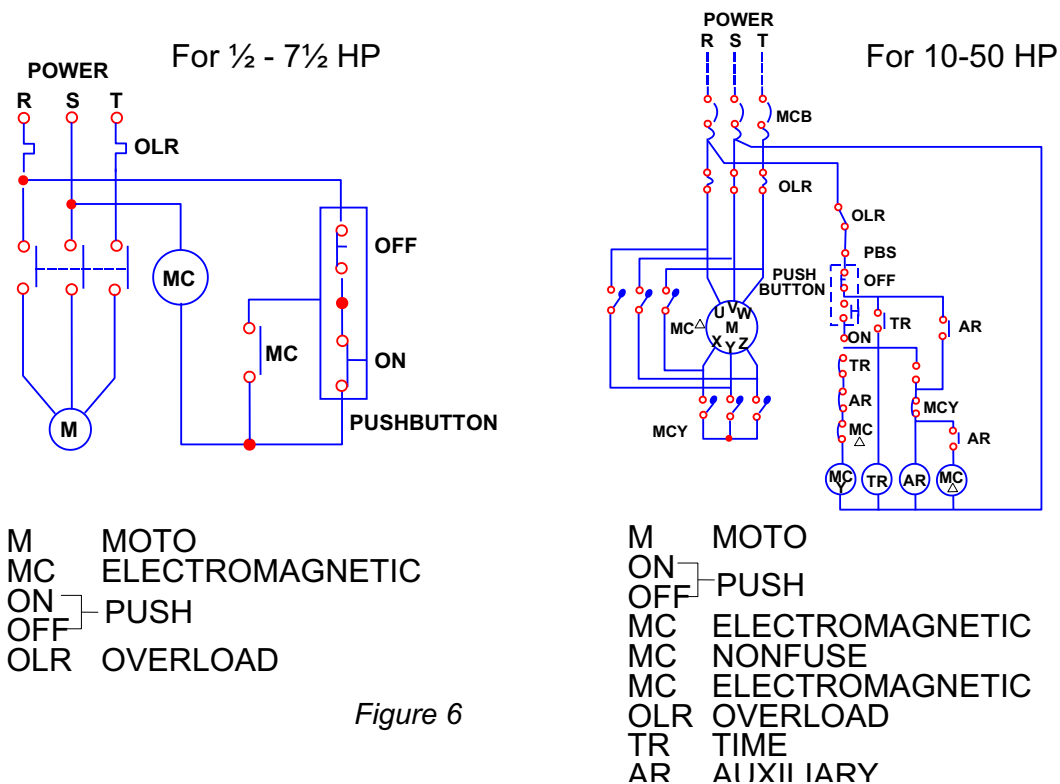 For ½ - 7½ HP
POWER
R S T
OLR
OFF
MC
MC
ON
PUSHBUTTON
M
M MOTO
MC ELECTROMAGNETIC
ON
PUSH
OFF
OLR OVERLOAD
Figure 6
POWER
R S T
For 10-50 HP
MCB
OLR
OLR
PBS
PUSH
BUTTON
OFF
U V W
MC△
M
TR
AR
X Y Z
ON
TR
AR
MCY
MC
△
MCY
AR
MC
Y
TR
AR
MC
△
M MOTO
ON
PUSH
OFF
MC ELECTROMAGNETIC
MC NONFUSE
MC ELECTROMAGNETIC
OLR OVERLOAD
TR TIME
AR AUXILIARY